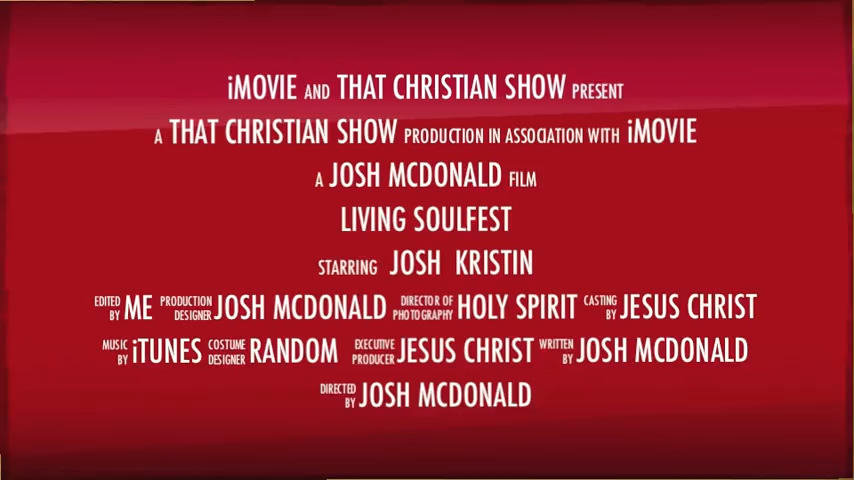 iMOVIE AND THAT CHRISTIAN SHOW PRESENT
A THAT CHRISTIAN SHOW PRODUCTION IN ASSOCIATION WITH iMOVIE
A JOSH MCDONALD FILM
LIVING SOULFEST
STARRING JOSH KRISTIN
EDITED BY ME PRODUCTION DESIGNER JOSH MCDONALD DIRECTOR OF PHOTOGRAPHY HOLY SPIRIT CASTING BY JESUS CHRIST
MUSIC BY iTUNES COSTUME DESIGNER RANDOM EXECUTIVE PRODUCER JESUS CHRIST WRITTEN BY JOSH MCDONALD
DIRECTED BY JOSH MCDONALD